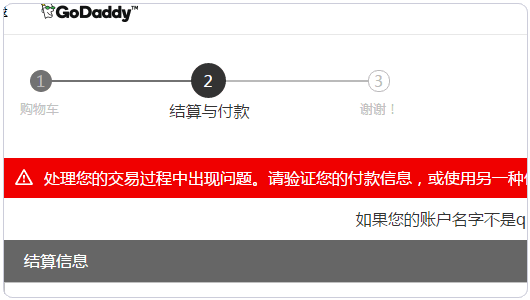 GoDaddy™
1 2 3
购物车 结算与付款 谢谢！
处理您的交易过程中出现问题。请验证您的付款信息，或使用另一种
如果您的账户名字不是q
结算信息